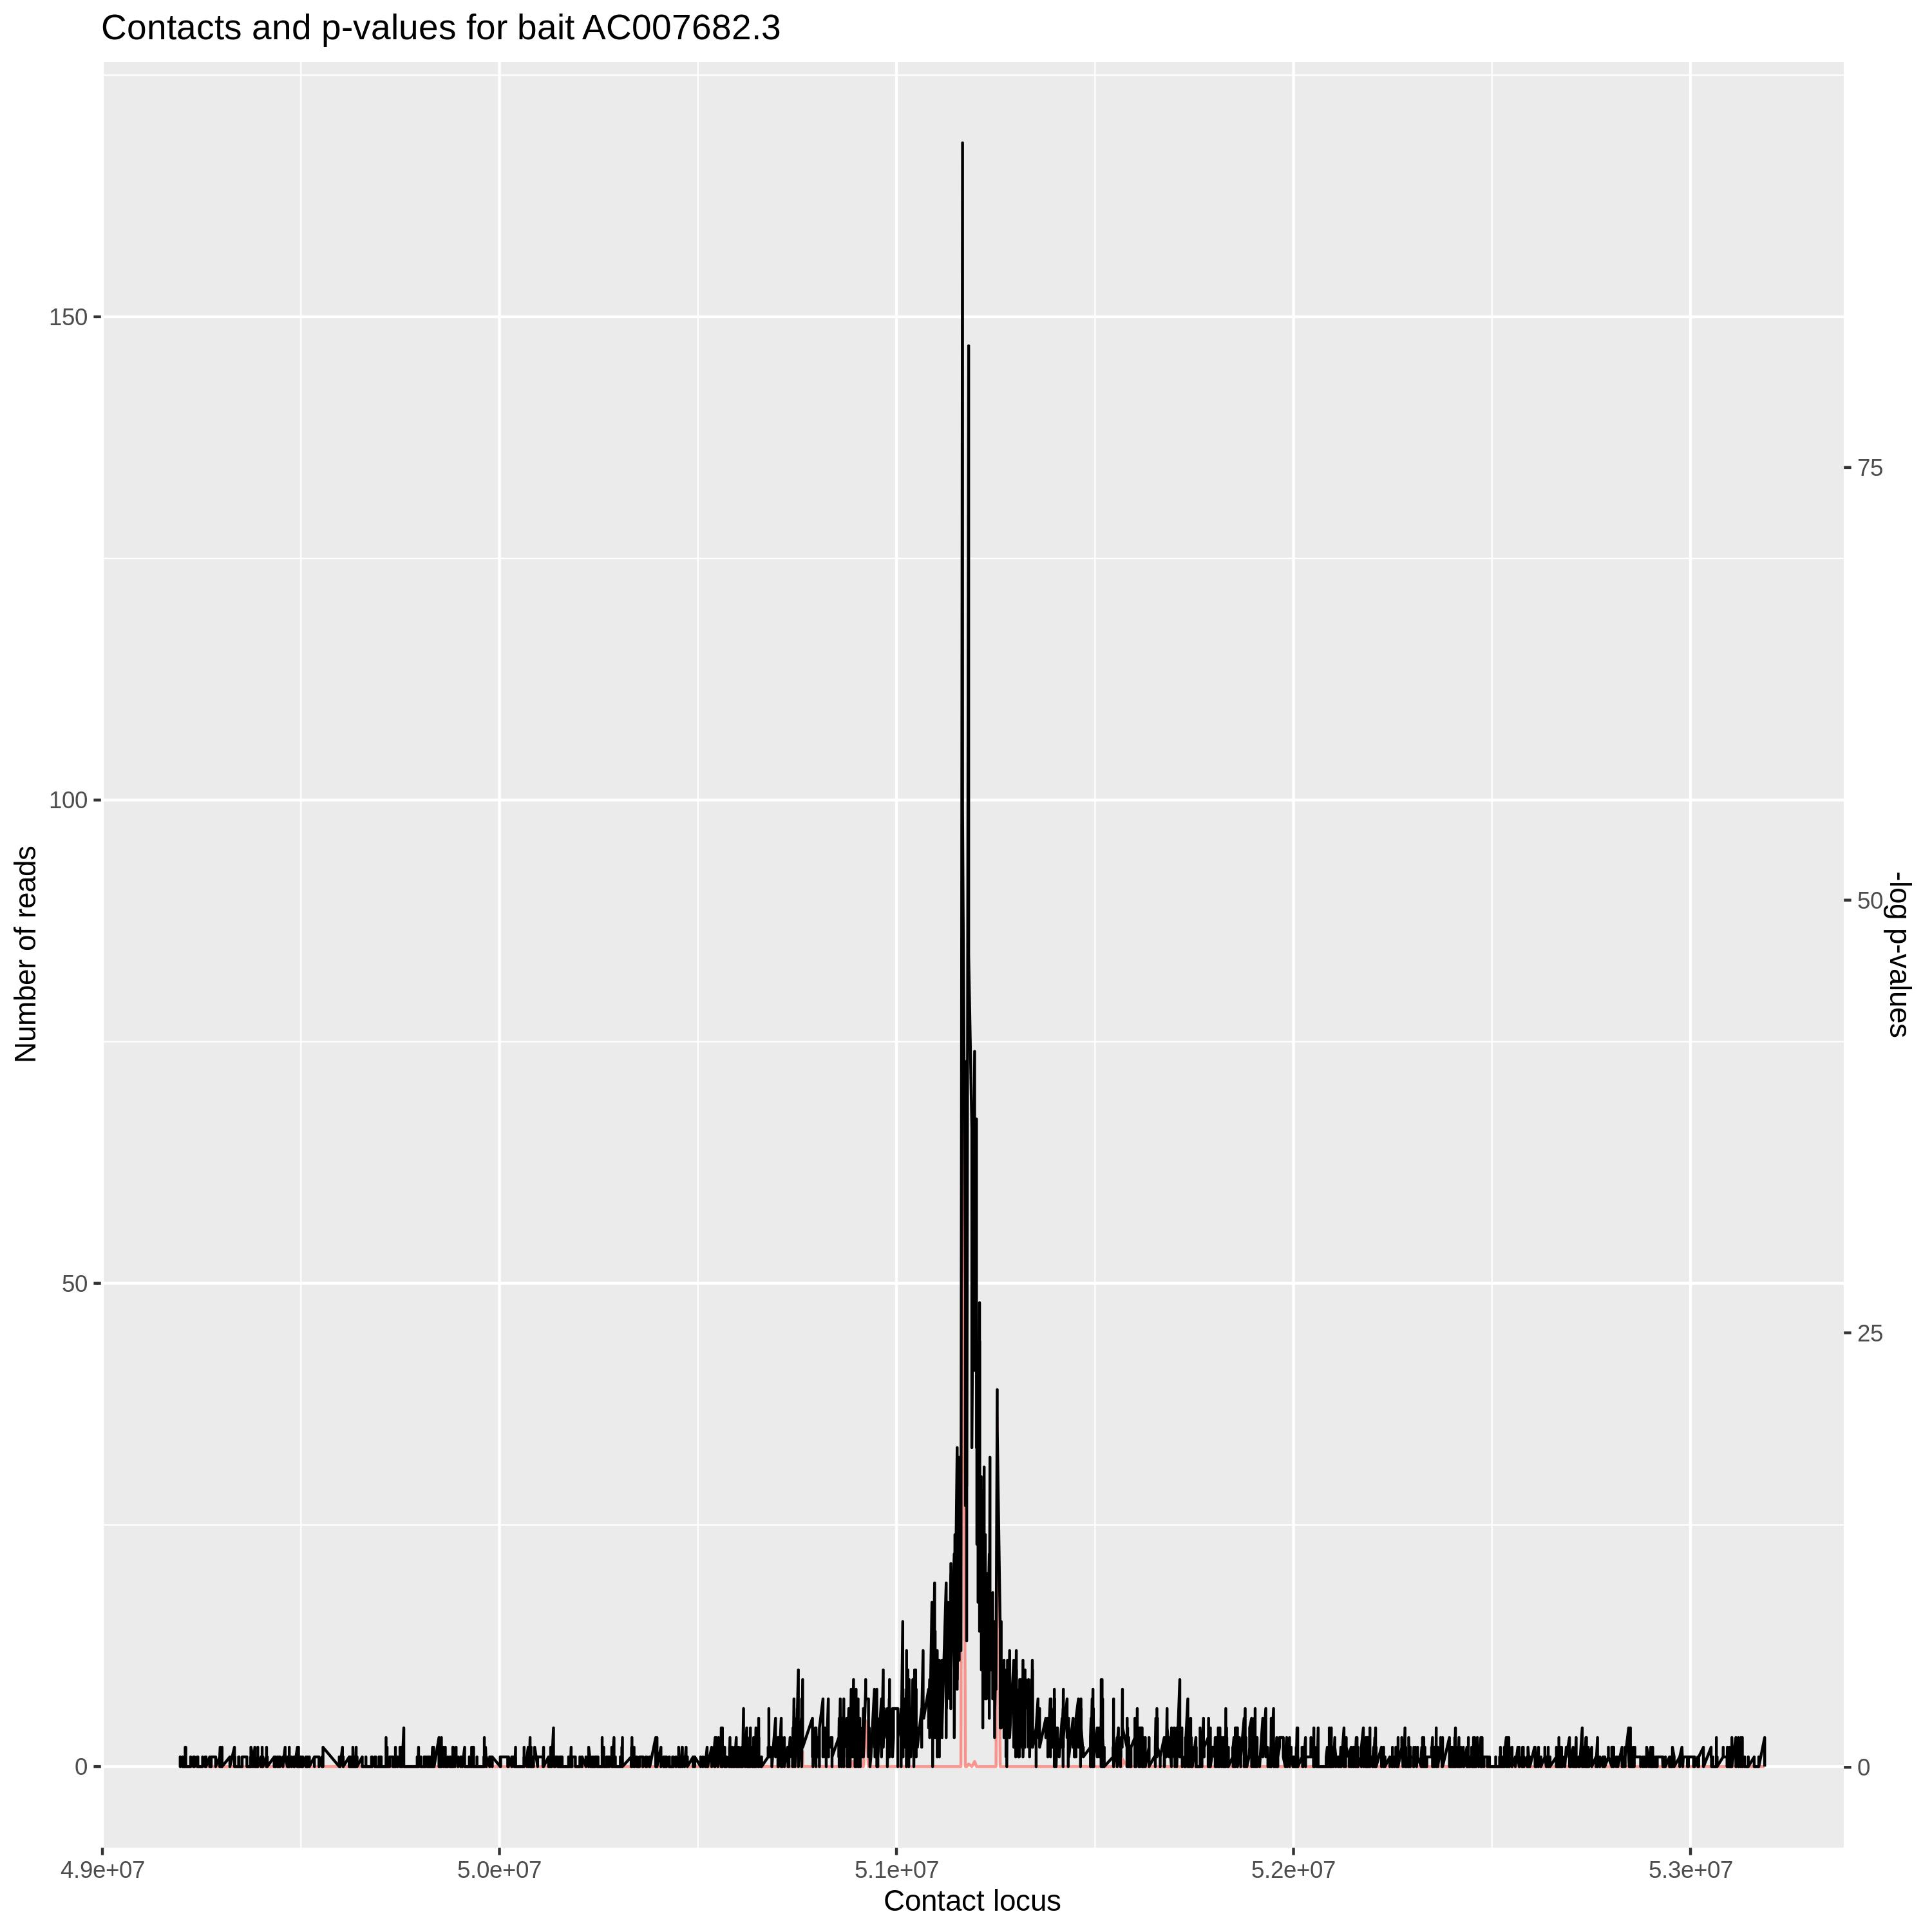 Contacts and p-values for bait AC007682.3
150
100
50
0
Number of reads
75
50
25
0
-log p-values
4.9e+07
5.0e+07
5.1e+07
5.2e+07
5.3e+07
Contact locus